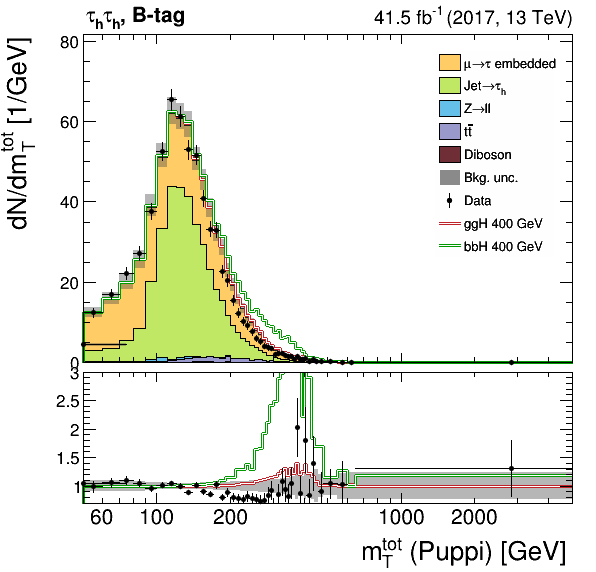 τhτh, B-tag
41.5 fb⁻¹ (2017, 13 TeV)
dN/dmTtot [1/GeV]
80
60
40
20
0
μ→τ embedded
Jet→τh
Z→ll
tt̄
Diboson
Bkg. unc.
Data
ggH 400 GeV
bbH 400 GeV
3
2.5
2
1.5
1
60 100 200 1000 2000
mTtot (Puppi) [GeV]